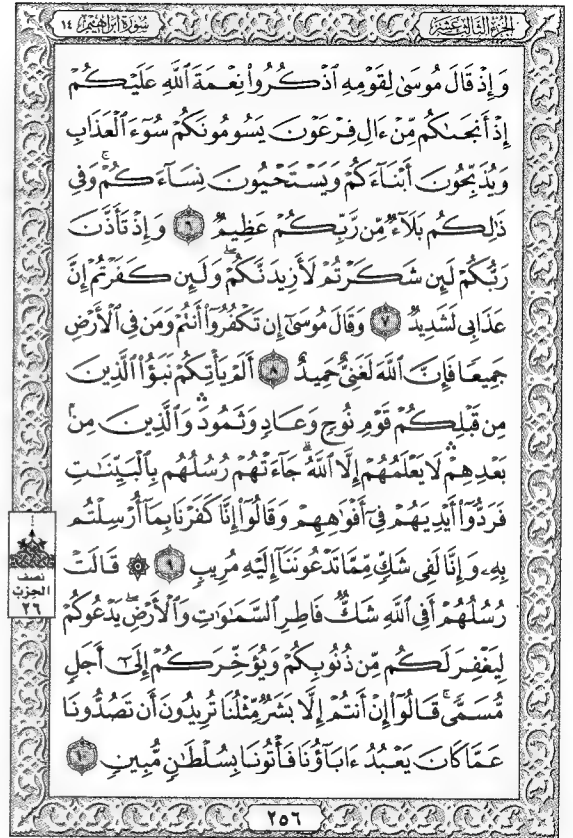 سورة إبراهيم ١٤
الجزء الثالث عشر
وَإِذْ قَالَ مُوسَىٰ لِقَوْمِهِ ٱذْكُرُوا۟ نِعْمَةَ ٱللَّهِ عَلَيْكُمْ
إِذْ أَنجَىٰكُم مِّنْ ءَالِ فِرْعَوْنَ يَسُومُونَكُمْ سُوٓءَ ٱلْعَذَابِ
وَيُذَبِّحُونَ أَبْنَآءَكُمْ وَيَسْتَحْيُونَ نِسَآءَكُمْ ۚ وَفِى
ذَٰلِكُم بَلَآءٌ مِّن رَّبِّكُمْ عَظِيمٌ ٦ وَإِذْ تَأَذَّنَ
رَبُّكُمْ لَئِن شَكَرْتُمْ لَأَزِيدَنَّكُمْ ۖ وَلَئِن كَفَرْتُمْ إِنَّ
عَذَابِى لَشَدِيدٌ ٧ وَقَالَ مُوسَىٰٓ إِن تَكْفُرُوٓا۟ أَنتُمْ وَمَن فِى ٱلْأَرْضِ
جَمِيعًا فَإِنَّ ٱللَّهَ لَغَنِىٌّ حَمِيدٌ ٨ أَلَمْ يَأْتِكُمْ نَبَؤُا۟ ٱلَّذِينَ
مِن قَبْلِكُمْ قَوْمِ نُوحٍ وَعَادٍ وَثَمُودَ ۛ وَٱلَّذِينَ مِنۢ
بَعْدِهِمْ ۛ لَا يَعْلَمُهُمْ إِلَّا ٱللَّهُ ۚ جَآءَتْهُمْ رُسُلُهُم بِٱلْبَيِّنَـٰتِ
فَرَدُّوٓا۟ أَيْدِيَهُمْ فِىٓ أَفْوَٰهِهِمْ وَقَالُوٓا۟ إِنَّا كَفَرْنَا بِمَآ أُرْسِلْتُم
بِهِۦ وَإِنَّا لَفِى شَكٍّ مِّمَّا تَدْعُونَنَآ إِلَيْهِ مُرِيبٍ ٩ ۞ قَالَتْ
رُسُلُهُمْ أَفِى ٱللَّهِ شَكٌّ فَاطِرِ ٱلسَّمَـٰوَٰتِ وَٱلْأَرْضِ ۖ يَدْعُوكُمْ
لِيَغْفِرَ لَكُم مِّن ذُنُوبِكُمْ وَيُؤَخِّرَكُمْ إِلَىٰٓ أَجَلٍ
مُّسَمًّى ۚ قَالُوٓا۟ إِنْ أَنتُمْ إِلَّا بَشَرٌ مِّثْلُنَا تُرِيدُونَ أَن تَصُدُّونَا
عَمَّا كَانَ يَعْبُدُ ءَابَآؤُنَا فَأْتُونَا بِسُلْطَـٰنٍ مُّبِينٍ ١٠
نصف
الحزب
٢٦
٢٥٦